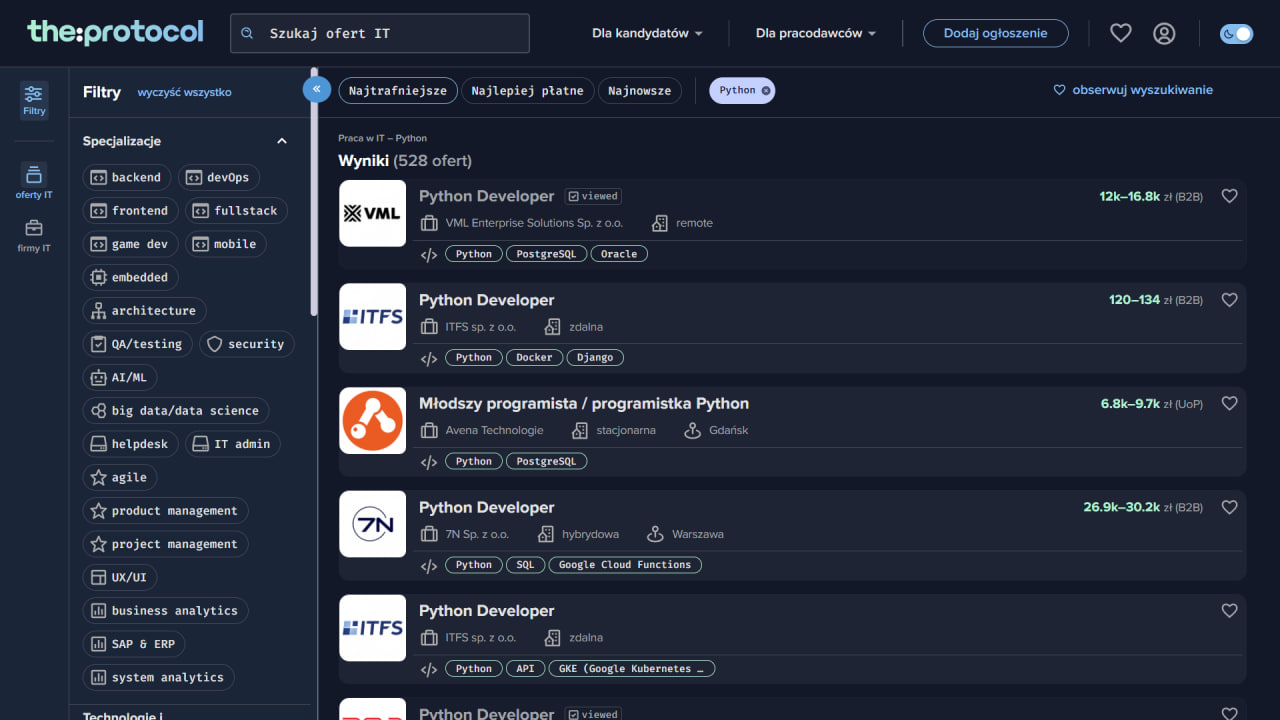 the:protocol
Szukaj ofert IT
Dla kandydatów
Dla pracodawców
Dodaj ogłoszenie
Filtry
oferty IT
firmy IT
Filtry wyczyść wszystko
Specjalizacje
backend devOps
frontend fullstack
game dev mobile
embedded
architecture
QA/testing security
AI/ML
big data/data science
helpdesk IT admin
agile
product management
project management
UX/UI
business analytics
SAP & ERP
system analytics
Technologie i
Najtrafniejsze Najlepiej płatne Najnowsze Python obserwuj wyszukiwanie
Praca w IT – Python
Wyniki (528 ofert)
VML
Python Developer viewed 12k–16.8k zł (B2B)
VML Enterprise Solutions Sp. z o.o. remote
Python PostgreSQL Oracle
ITFS
Python Developer 120–134 zł (B2B)
ITFS sp. z o.o. zdalna
Python Docker Django
Młodszy programista / programistka Python 6.8k–9.7k zł (UoP)
Avena Technologie stacjonarna Gdańsk
Python PostgreSQL
7N
Python Developer 26.9k–30.2k zł (B2B)
7N Sp. z o.o. hybrydowa Warszawa
Python SQL Google Cloud Functions
ITFS
Python Developer
ITFS sp. z o.o. zdalna
Python API GKE (Google Kubernetes …
Python Developer viewed